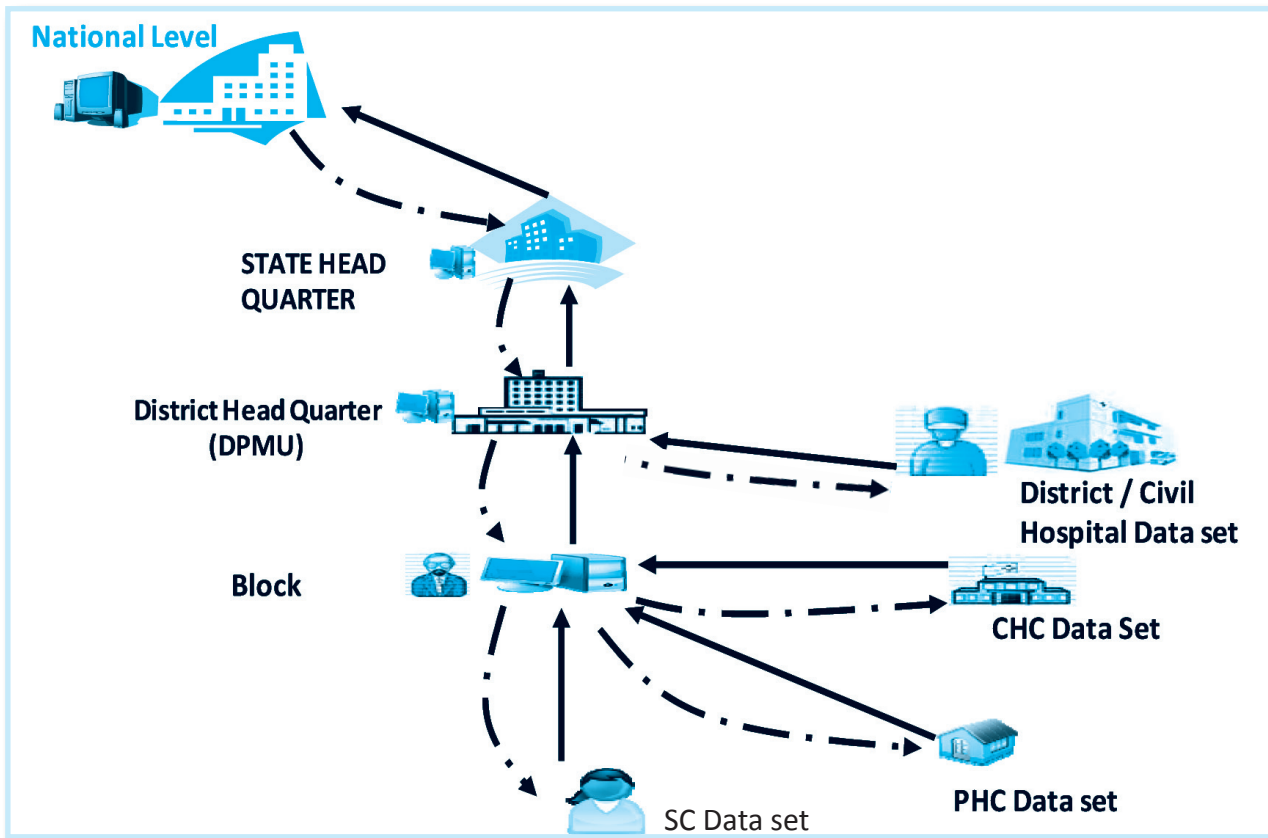 National Level
STATE HEAD
QUARTER
District Head Quarter
(DPMU)
District / Civil
Hospital Data set
Block
CHC Data Set
PHC Data set
SC Data set